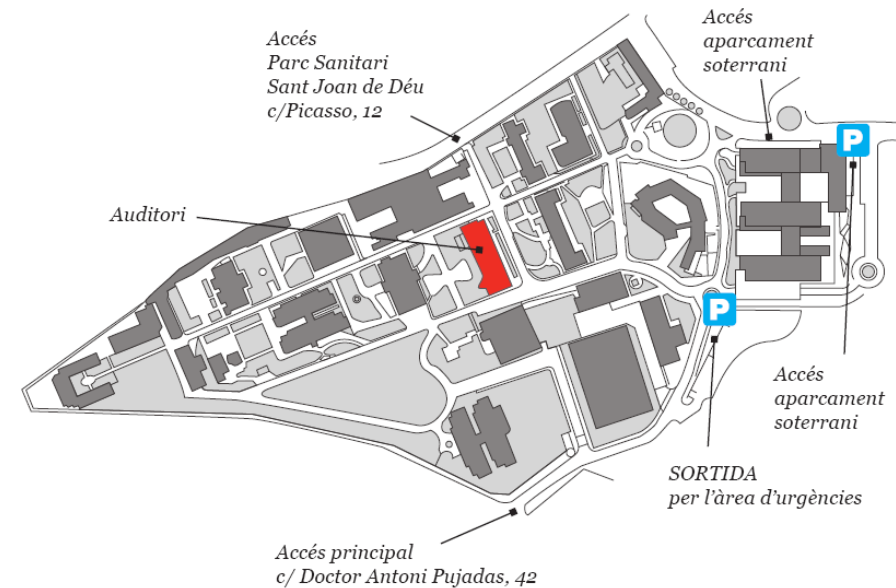 Accés
Parc Sanitari
Sant Joan de Déu
c/Picasso, 12
Accés
aparcament
soterrani
P
Auditori
P
Accés
aparcament
soterrani
SORTIDA
per l'àrea d'urgències
Accés principal
c/ Doctor Antoni Pujadas, 42